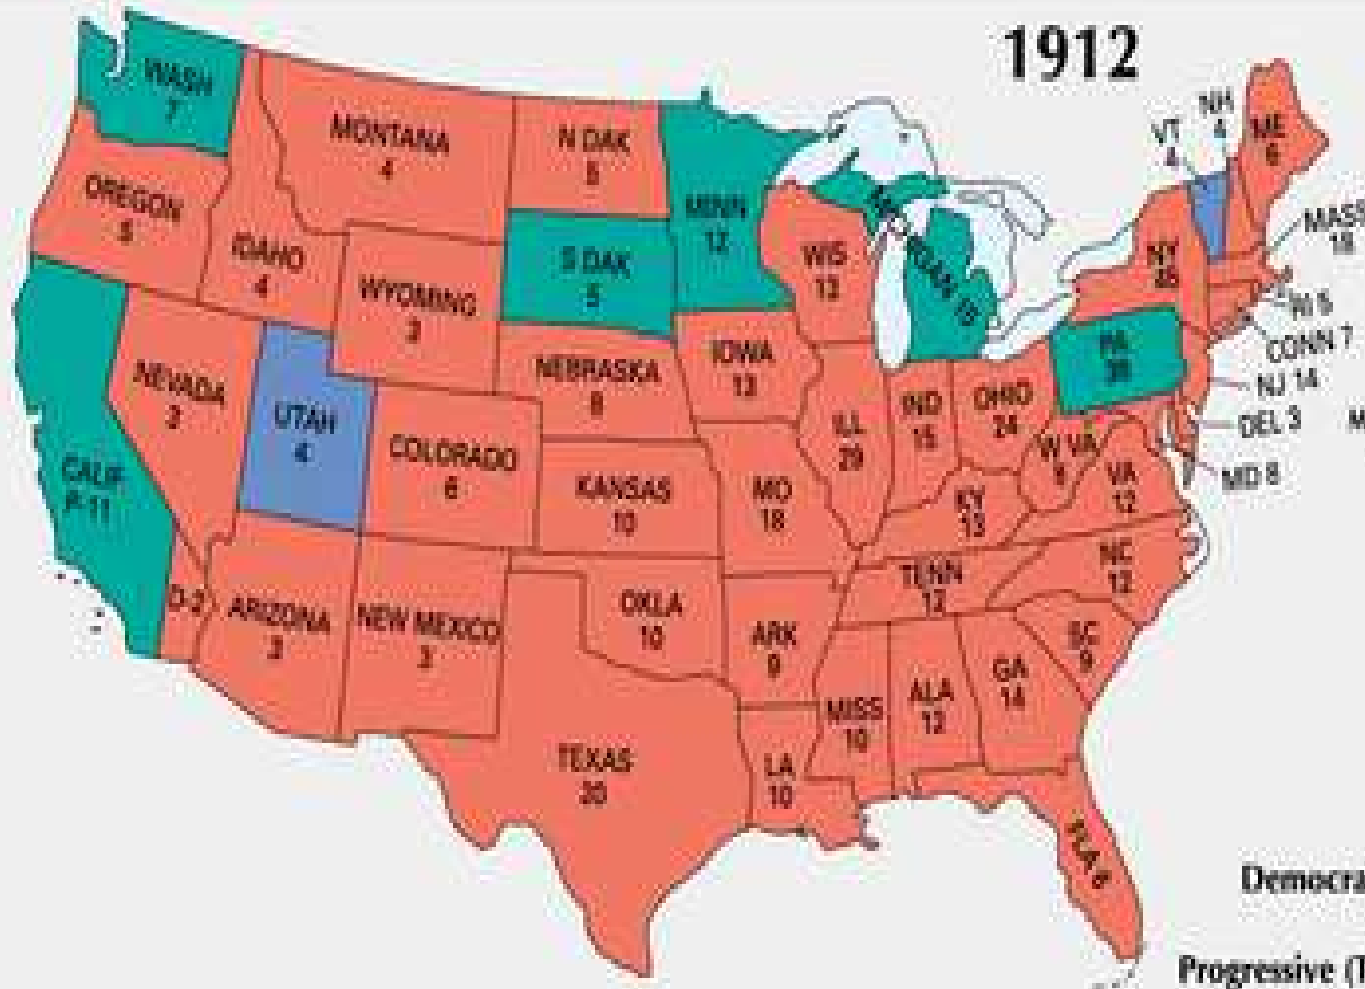 1912
WASH
7
MONTANA
4
N DAK
5
MINN
12
NH
4
VT
4
ME
6
OREGON
5
IDAHO
4
WYOMING
3
S DAK
5
WIS
13
NY
45
MASS
18
RI 5
CONN 7
NJ 14
DEL 3
MD 8
M
NEVADA
3
UTAH
4
COLORADO
6
NEBRASKA
8
IOWA
13
ILL
29
IND
15
OHIO
24
PA
38
W VA
8
VA
12
CALIF
P-11
D-2
KANSAS
10
MO
18
KY
13
TENN
12
NC
12
ARIZONA
3
NEW MEXICO
3
OKLA
10
ARK
9
SC
9
MISS
10
ALA
12
GA
14
TEXAS
20
LA
10
FLA 6
Democra
Progressive (T